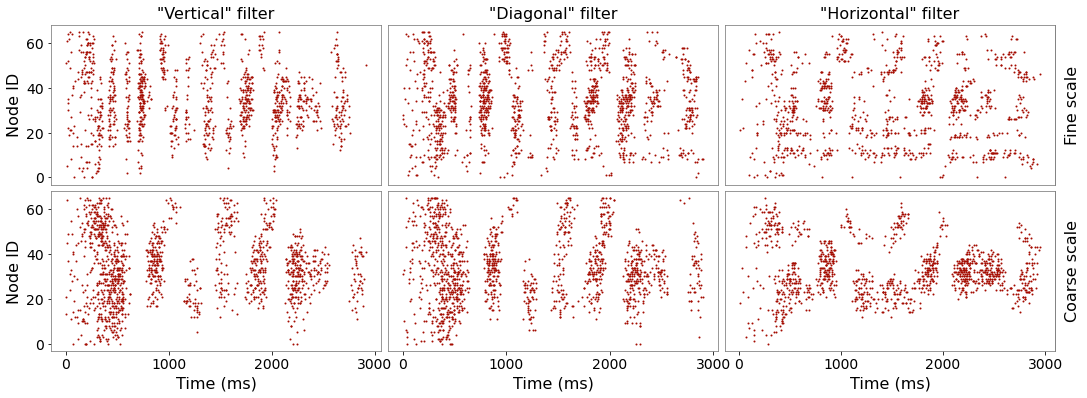 "Vertical" filter
"Diagonal" filter
"Horizontal" filter
Node ID
60
40
20
0
Fine scale
Node ID
60
40
20
0
Coarse scale
0
1000
2000
3000
0
1000
2000
3000
0
1000
2000
3000
Time (ms)
Time (ms)
Time (ms)